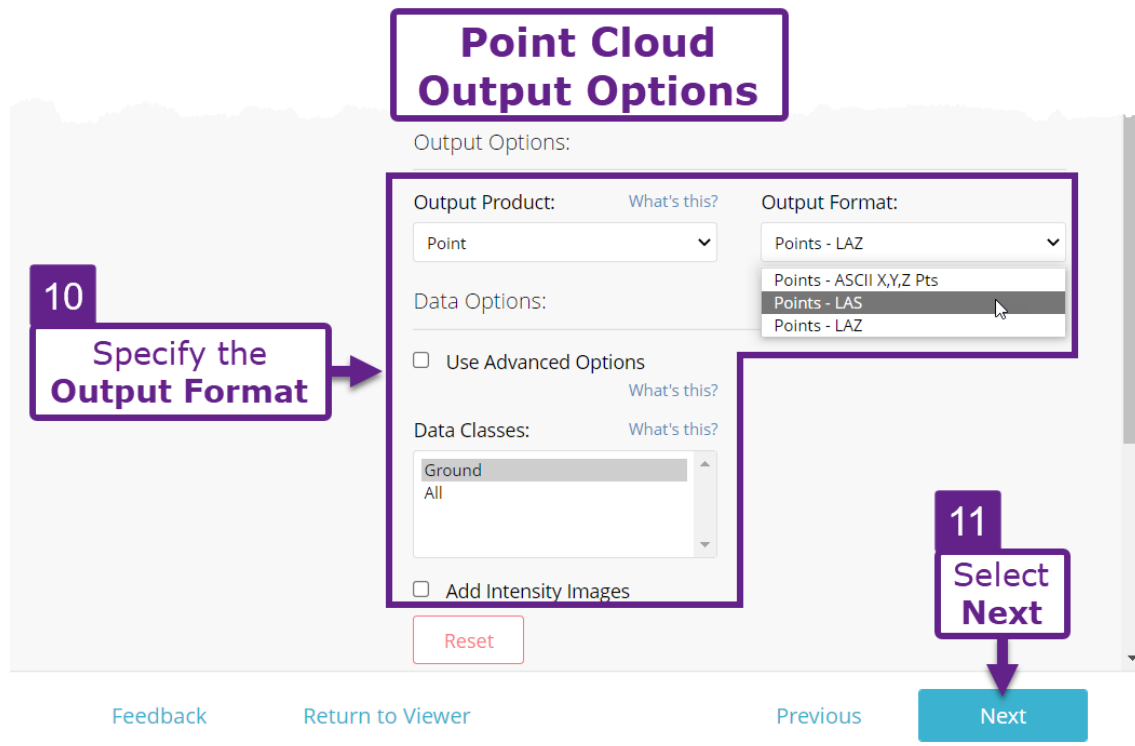 Point Cloud
Output Options
Output Options:
Output Product:
What's this?
Output Format:
Point
Points - LAZ
Points - ASCII X,Y,Z Pts
Points - LAS
Points - LAZ
10
Specify the
Output Format
Data Options:
Use Advanced Options
What's this?
Data Classes:
What's this?
Ground
All
Add Intensity Images
Reset
11
Select
Next
Feedback
Return to Viewer
Previous
Next